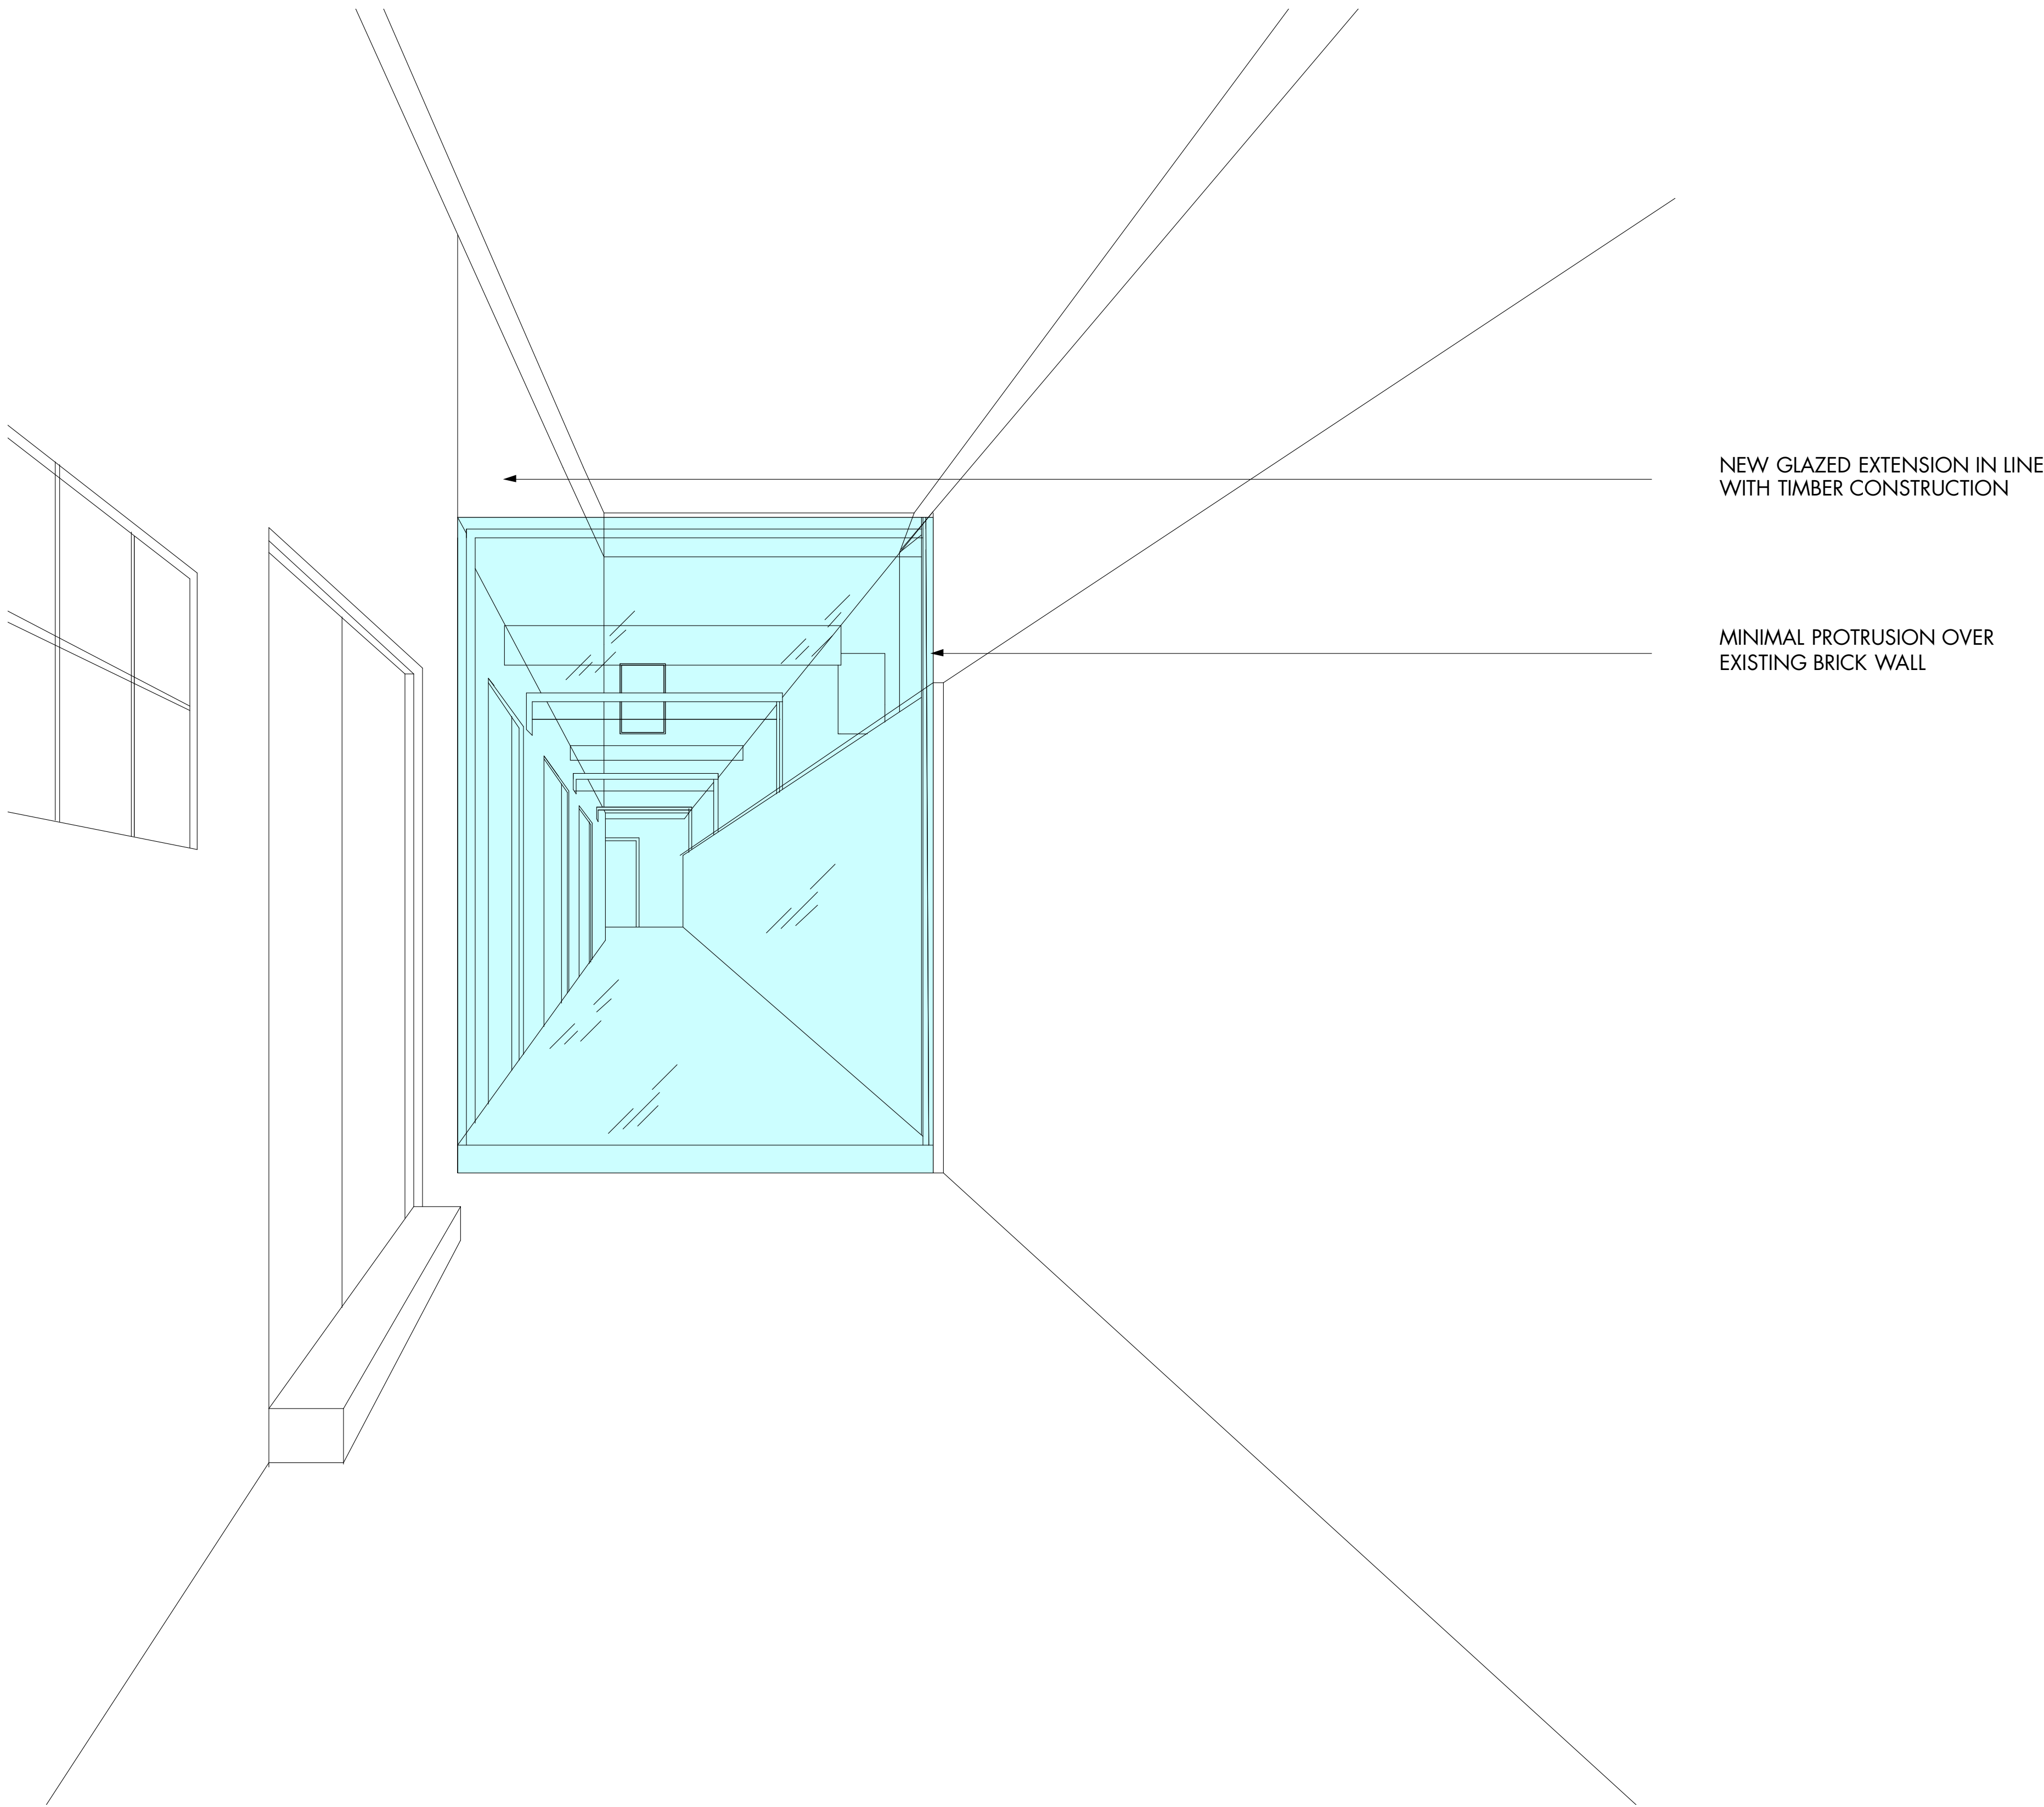 NEW GLAZED EXTENSION IN LINE
WITH TIMBER CONSTRUCTION
MINIMAL PROTRUSION OVER
EXISTING BRICK WALL